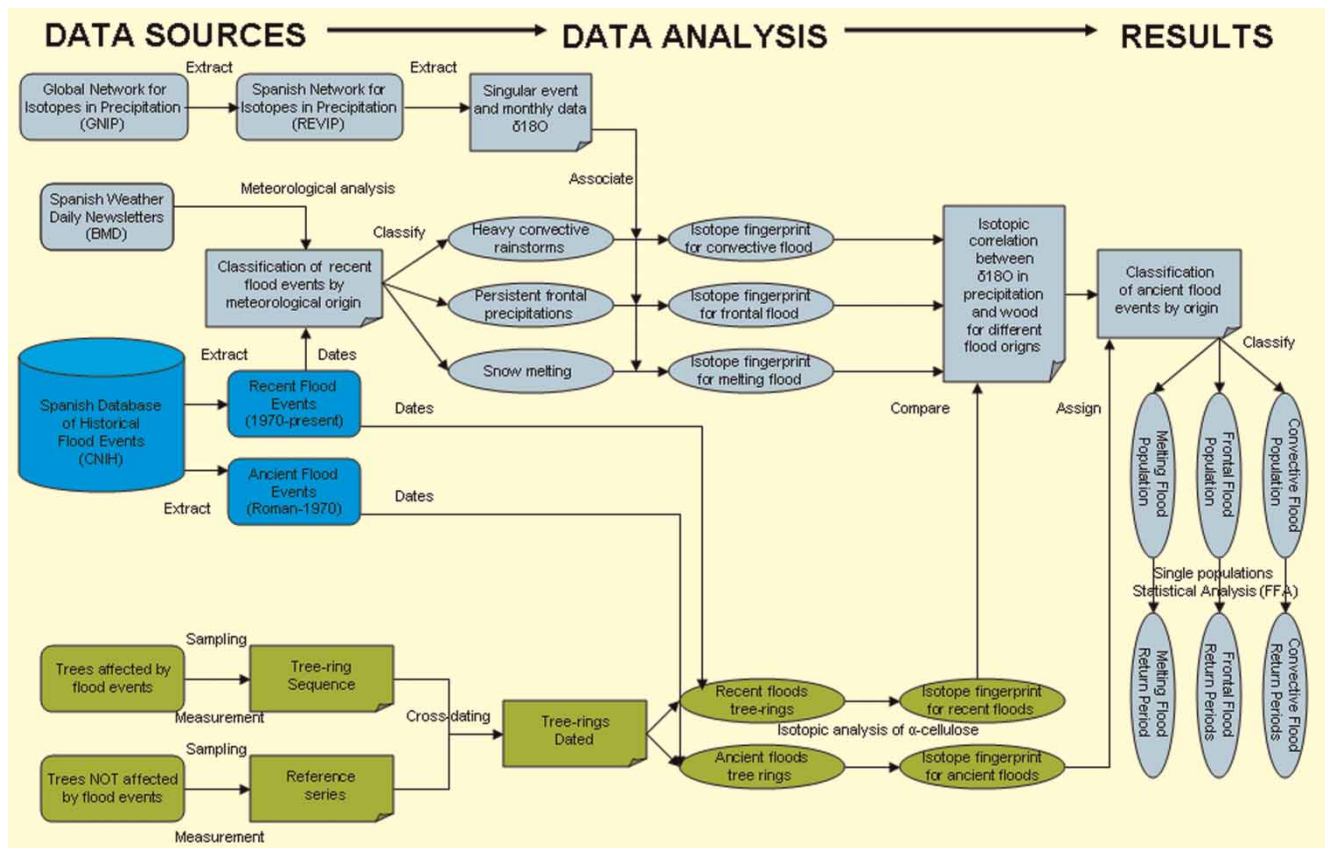 DATA SOURCES
DATA ANALYSIS
RESULTS
Global Network for
Isotopes in Precipitation
(GNIP)
Extract
Spanish Network for
Isotopes in Precipitation
(REVIP)
Extract
Singular event
and monthly data
δ18O
Associate
Spanish Weather
Daily Newsletters
(BMD)
Meteorological analysis
Classification of recent
flood events by
meteorological origin
Classify
Heavy convective
rainstorms
Persistent frontal
precipitations
Snow melting
Isotope fingerprint
for convective flood
Isotope fingerprint
for frontal flood
Isotope fingerprint
for melting flood
Isotopic
correlation
between
δ18O in
precipitation
and wood for
different
flood origns
Classification
of ancient flood
events by origin
Classify
Extract
Dates
Spanish Database
of Historical
Flood Events
(CNIH)
Recent Flood
Events
(1970-present)
Dates
Compare
Assign
Ancient Flood
Events
(Roman-1970)
Dates
Extract
Melting Flood
Population
Frontal Flood
Population
Convective Flood
Population
Single populations
Statistical Analysis (FFA)
Melting Flood
Return Period
Frontal Flood
Return Periods
Convective Flood
Return Periods
Trees affected by
flood events
Sampling
Measurement
Tree-ring
Sequence
Cross-dating
Tree-rings
Dated
Recent floods
tree-rings
Isotope fingerprint
for recent floods
Isotopic analysis of α-cellulose
Ancient floods
tree rings
Isotope fingerprint
for ancient floods
Trees NOT affected
by flood events
Sampling
Measurement
Reference
series